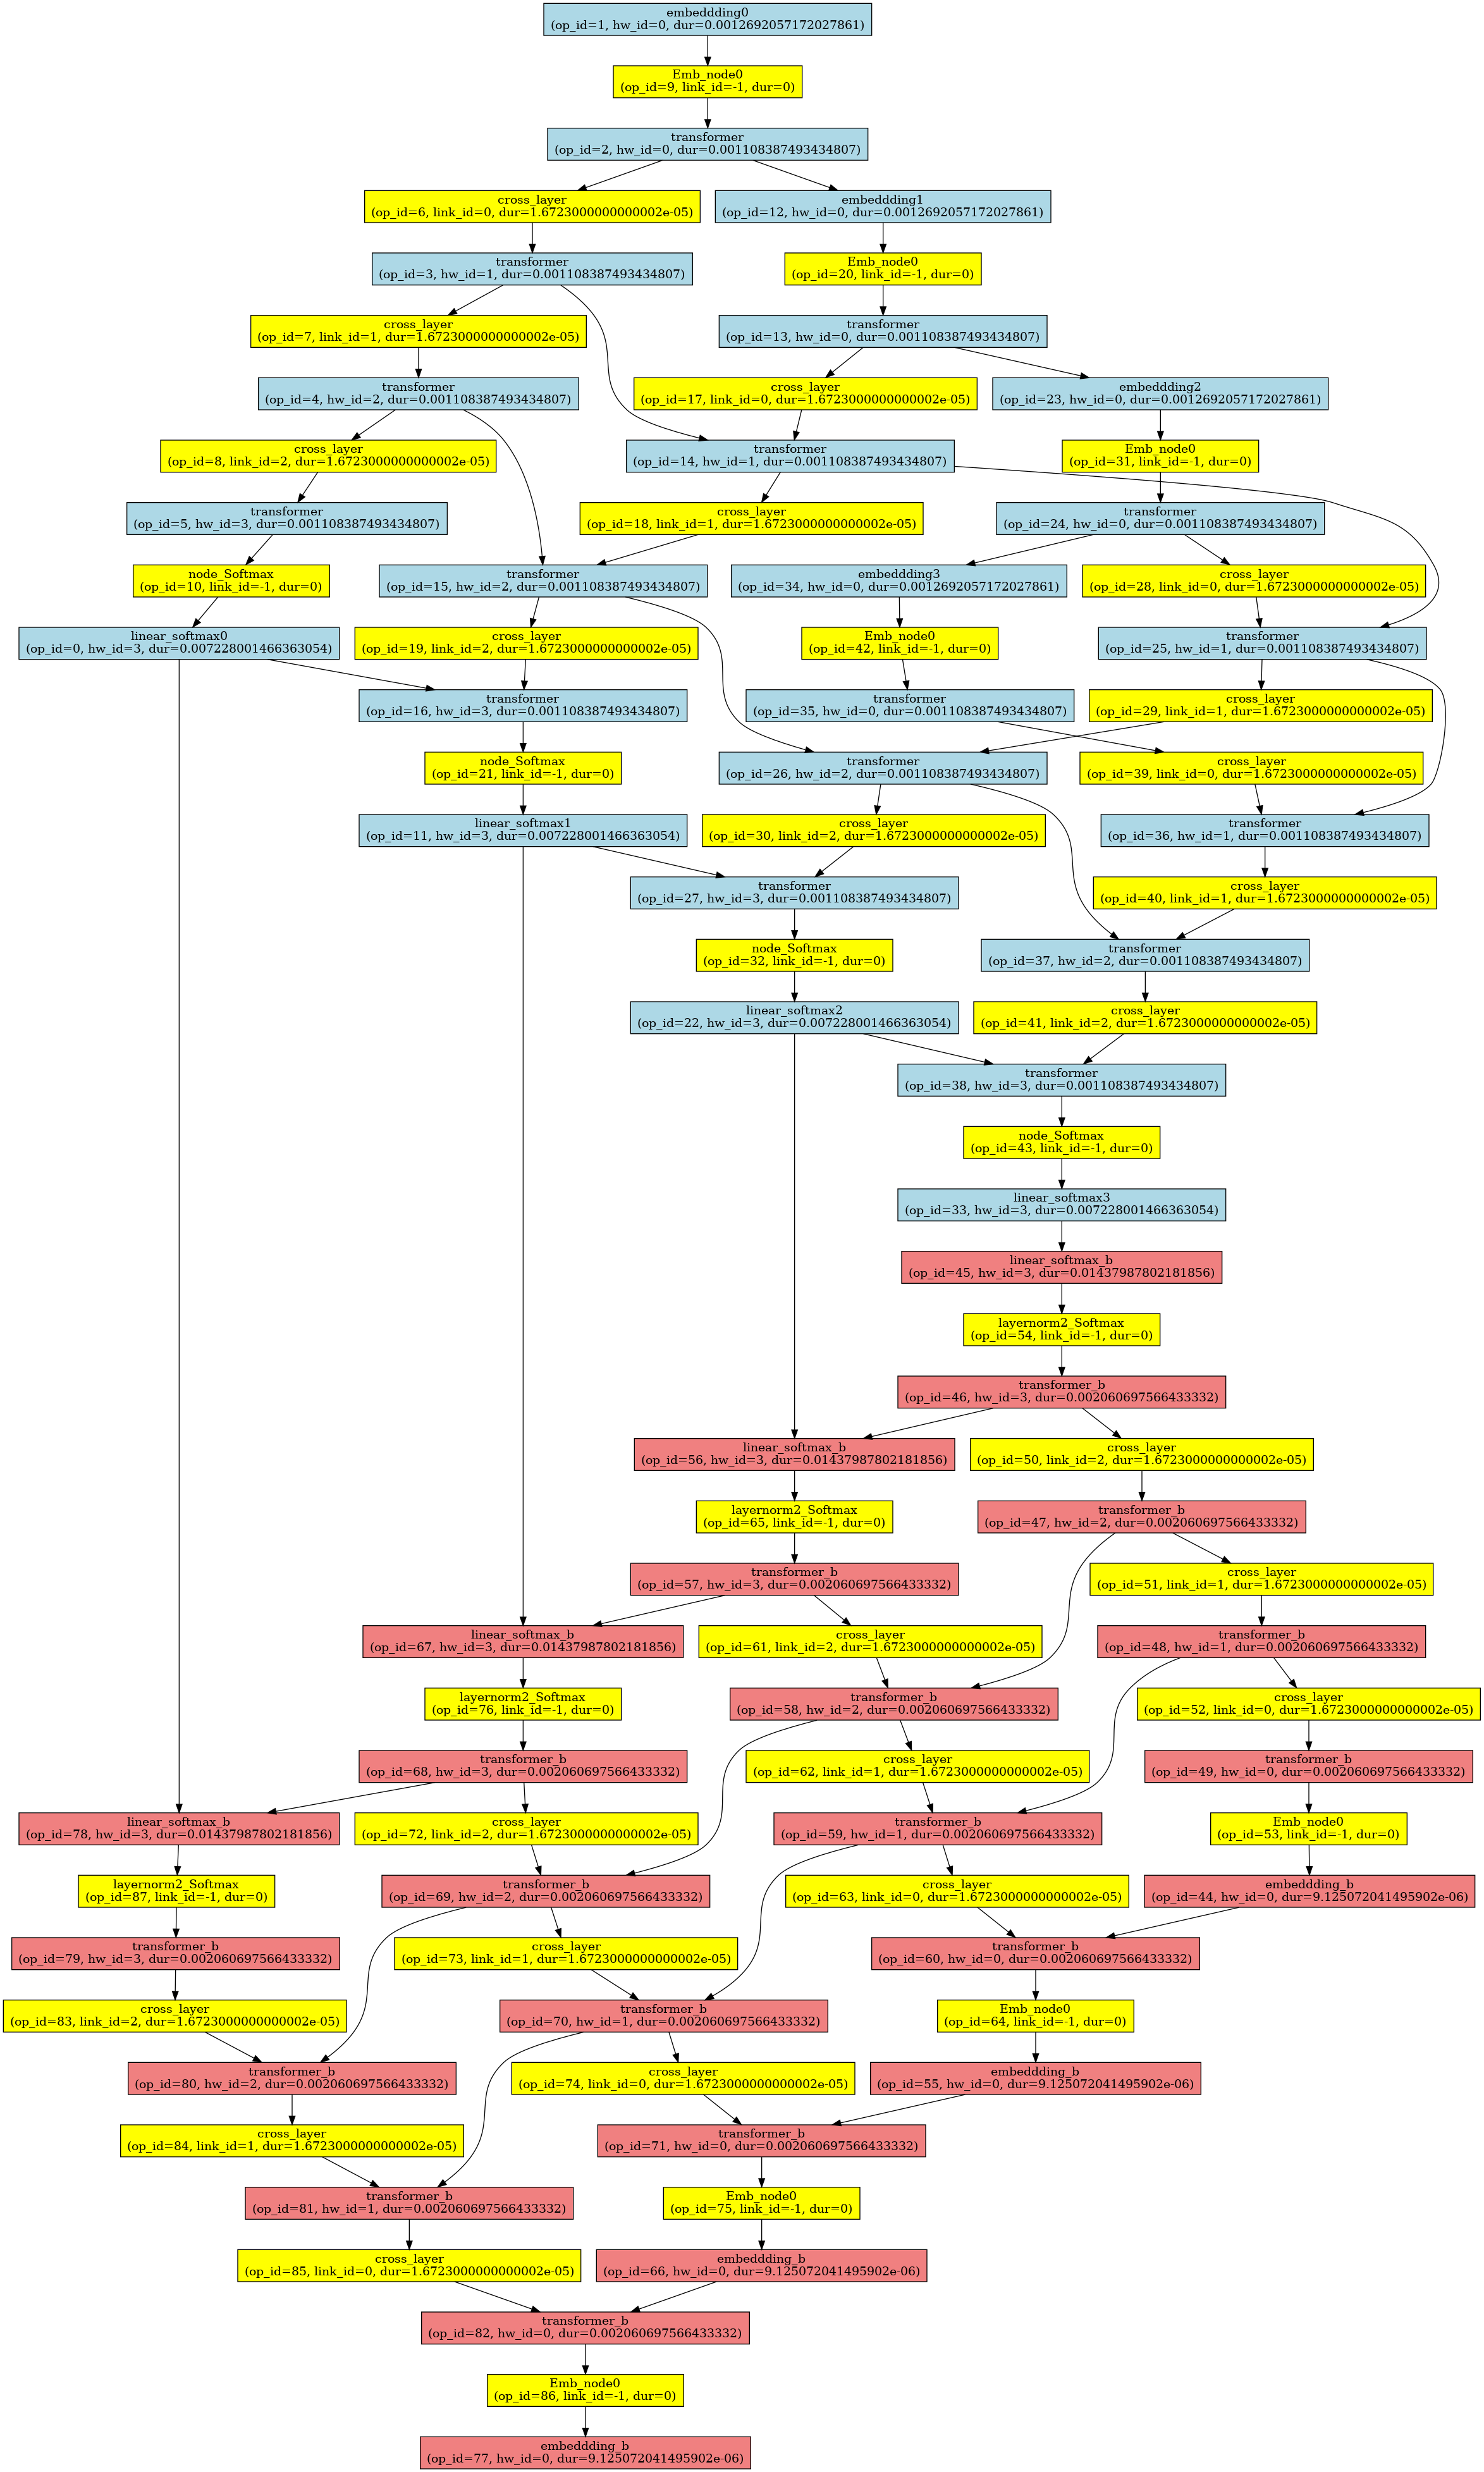 embeddding0
(op_id=1, hw_id=0, dur=0.0012692057172027861)
Emb_node0
(op_id=9, link_id=-1, dur=0)
transformer
(op_id=2, hw_id=0, dur=0.001108387493434807)
cross_layer
(op_id=6, link_id=0, dur=1.6723000000000002e-05)
embeddding1
(op_id=12, hw_id=0, dur=0.0012692057172027861)
transformer
(op_id=3, hw_id=1, dur=0.001108387493434807)
Emb_node0
(op_id=20, link_id=-1, dur=0)
cross_layer
(op_id=7, link_id=1, dur=1.6723000000000002e-05)
transformer
(op_id=13, hw_id=0, dur=0.001108387493434807)
transformer
(op_id=4, hw_id=2, dur=0.001108387493434807)
cross_layer
(op_id=17, link_id=0, dur=1.6723000000000002e-05)
embeddding2
(op_id=23, hw_id=0, dur=0.0012692057172027861)
cross_layer
(op_id=8, link_id=2, dur=1.6723000000000002e-05)
transformer
(op_id=14, hw_id=1, dur=0.001108387493434807)
Emb_node0
(op_id=31, link_id=-1, dur=0)
transformer
(op_id=5, hw_id=3, dur=0.001108387493434807)
cross_layer
(op_id=18, link_id=1, dur=1.6723000000000002e-05)
transformer
(op_id=24, hw_id=0, dur=0.001108387493434807)
node_Softmax
(op_id=10, link_id=-1, dur=0)
transformer
(op_id=15, hw_id=2, dur=0.001108387493434807)
embeddding3
(op_id=34, hw_id=0, dur=0.0012692057172027861)
cross_layer
(op_id=28, link_id=0, dur=1.6723000000000002e-05)
linear_softmax0
(op_id=0, hw_id=3, dur=0.007228001466363054)
cross_layer
(op_id=19, link_id=2, dur=1.6723000000000002e-05)
Emb_node0
(op_id=42, link_id=-1, dur=0)
transformer
(op_id=25, hw_id=1, dur=0.001108387493434807)
transformer
(op_id=16, hw_id=3, dur=0.001108387493434807)
transformer
(op_id=35, hw_id=0, dur=0.001108387493434807)
cross_layer
(op_id=29, link_id=1, dur=1.6723000000000002e-05)
node_Softmax
(op_id=21, link_id=-1, dur=0)
transformer
(op_id=26, hw_id=2, dur=0.001108387493434807)
cross_layer
(op_id=39, link_id=0, dur=1.6723000000000002e-05)
linear_softmax1
(op_id=11, hw_id=3, dur=0.007228001466363054)
cross_layer
(op_id=30, link_id=2, dur=1.6723000000000002e-05)
transformer
(op_id=36, hw_id=1, dur=0.001108387493434807)
transformer
(op_id=27, hw_id=3, dur=0.001108387493434807)
cross_layer
(op_id=40, link_id=1, dur=1.6723000000000002e-05)
node_Softmax
(op_id=32, link_id=-1, dur=0)
transformer
(op_id=37, hw_id=2, dur=0.001108387493434807)
linear_softmax2
(op_id=22, hw_id=3, dur=0.007228001466363054)
cross_layer
(op_id=41, link_id=2, dur=1.6723000000000002e-05)
transformer
(op_id=38, hw_id=3, dur=0.001108387493434807)
node_Softmax
(op_id=43, link_id=-1, dur=0)
linear_softmax3
(op_id=33, hw_id=3, dur=0.007228001466363054)
linear_softmax_b
(op_id=45, hw_id=3, dur=0.01437987802181856)
layernorm2_Softmax
(op_id=54, link_id=-1, dur=0)
transformer_b
(op_id=46, hw_id=3, dur=0.002060697566433332)
linear_softmax_b
(op_id=56, hw_id=3, dur=0.01437987802181856)
cross_layer
(op_id=50, link_id=2, dur=1.6723000000000002e-05)
layernorm2_Softmax
(op_id=65, link_id=-1, dur=0)
transformer_b
(op_id=47, hw_id=2, dur=0.002060697566433332)
transformer_b
(op_id=57, hw_id=3, dur=0.002060697566433332)
cross_layer
(op_id=51, link_id=1, dur=1.6723000000000002e-05)
linear_softmax_b
(op_id=67, hw_id=3, dur=0.01437987802181856)
cross_layer
(op_id=61, link_id=2, dur=1.6723000000000002e-05)
transformer_b
(op_id=48, hw_id=1, dur=0.002060697566433332)
layernorm2_Softmax
(op_id=76, link_id=-1, dur=0)
transformer_b
(op_id=58, hw_id=2, dur=0.002060697566433332)
cross_layer
(op_id=52, link_id=0, dur=1.6723000000000002e-05)
transformer_b
(op_id=68, hw_id=3, dur=0.002060697566433332)
cross_layer
(op_id=62, link_id=1, dur=1.6723000000000002e-05)
transformer_b
(op_id=49, hw_id=0, dur=0.002060697566433332)
linear_softmax_b
(op_id=78, hw_id=3, dur=0.01437987802181856)
cross_layer
(op_id=72, link_id=2, dur=1.6723000000000002e-05)
transformer_b
(op_id=59, hw_id=1, dur=0.002060697566433332)
Emb_node0
(op_id=53, link_id=-1, dur=0)
layernorm2_Softmax
(op_id=87, link_id=-1, dur=0)
transformer_b
(op_id=69, hw_id=2, dur=0.002060697566433332)
cross_layer
(op_id=63, link_id=0, dur=1.6723000000000002e-05)
embeddding_b
(op_id=44, hw_id=0, dur=9.125072041495902e-06)
transformer_b
(op_id=79, hw_id=3, dur=0.002060697566433332)
cross_layer
(op_id=73, link_id=1, dur=1.6723000000000002e-05)
transformer_b
(op_id=60, hw_id=0, dur=0.002060697566433332)
cross_layer
(op_id=83, link_id=2, dur=1.6723000000000002e-05)
transformer_b
(op_id=70, hw_id=1, dur=0.002060697566433332)
Emb_node0
(op_id=64, link_id=-1, dur=0)
transformer_b
(op_id=80, hw_id=2, dur=0.002060697566433332)
cross_layer
(op_id=74, link_id=0, dur=1.6723000000000002e-05)
embeddding_b
(op_id=55, hw_id=0, dur=9.125072041495902e-06)
cross_layer
(op_id=84, link_id=1, dur=1.6723000000000002e-05)
transformer_b
(op_id=71, hw_id=0, dur=0.002060697566433332)
transformer_b
(op_id=81, hw_id=1, dur=0.002060697566433332)
Emb_node0
(op_id=75, link_id=-1, dur=0)
cross_layer
(op_id=85, link_id=0, dur=1.6723000000000002e-05)
embeddding_b
(op_id=66, hw_id=0, dur=9.125072041495902e-06)
transformer_b
(op_id=82, hw_id=0, dur=0.002060697566433332)
Emb_node0
(op_id=86, link_id=-1, dur=0)
embeddding_b
(op_id=77, hw_id=0, dur=9.125072041495902e-06)